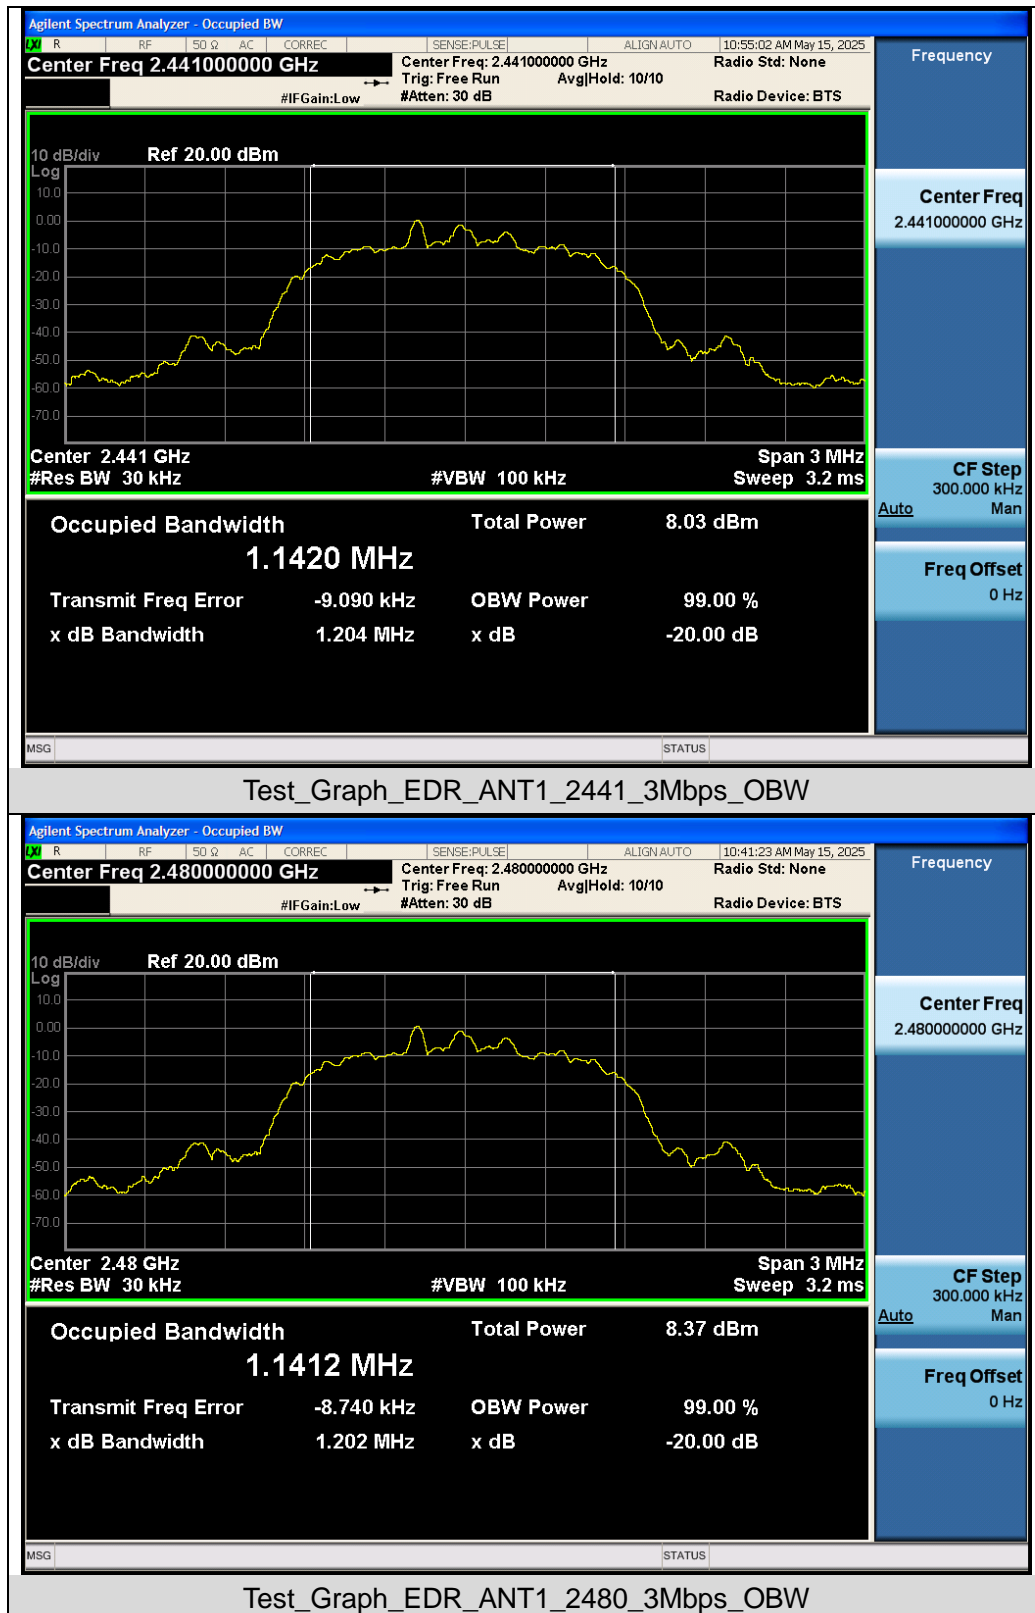 Agilent Spectrum Analyzer - Occupied BW
LXI R RF 50 Ω AC CORREC SENSE:PULSE ALIGN AUTO 10:55:02 AM May 15, 2025
Center Freq 2.441000000 GHz
Center Freq: 2.441000000 GHz Radio Std: None
Trig: Free Run Avg|Hold: 10/10
#IFGain:Low #Atten: 30 dB Radio Device: BTS
Frequency
10 dB/div Ref 20.00 dBm
Log
10.0
0.00
-10.0
-20.0
-30.0
-40.0
-50.0
-60.0
-70.0
Center 2.441 GHz Span 3 MHz
#Res BW 30 kHz #VBW 100 kHz Sweep 3.2 ms
Center Freq
2.441000000 GHz
CF Step
300.000 kHz
Auto Man
Freq Offset
0 Hz
Occupied Bandwidth Total Power 8.03 dBm
1.1420 MHz
Transmit Freq Error -9.090 kHz OBW Power 99.00 %
x dB Bandwidth 1.204 MHz x dB -20.00 dB
MSG STATUS
Test_Graph_EDR_ANT1_2441_3Mbps_OBW
Agilent Spectrum Analyzer - Occupied BW
LXI R RF 50 Ω AC CORREC SENSE:PULSE ALIGN AUTO 10:41:23 AM May 15, 2025
Center Freq 2.480000000 GHz
Center Freq: 2.480000000 GHz Radio Std: None
Trig: Free Run Avg|Hold: 10/10
#IFGain:Low #Atten: 30 dB Radio Device: BTS
Frequency
10 dB/div Ref 20.00 dBm
Log
10.0
0.00
-10.0
-20.0
-30.0
-40.0
-50.0
-60.0
-70.0
Center 2.48 GHz Span 3 MHz
#Res BW 30 kHz #VBW 100 kHz Sweep 3.2 ms
Center Freq
2.480000000 GHz
CF Step
300.000 kHz
Auto Man
Freq Offset
0 Hz
Occupied Bandwidth Total Power 8.37 dBm
1.1412 MHz
Transmit Freq Error -8.740 kHz OBW Power 99.00 %
x dB Bandwidth 1.202 MHz x dB -20.00 dB
MSG STATUS
Test_Graph_EDR_ANT1_2480_3Mbps_OBW